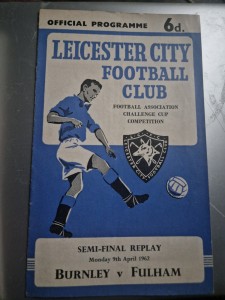 OFFICIAL PROGRAMME 6d.
LEICESTER CITY
FOOTBALL
CLUB
FOOTBALL ASSOCIATION
CHALLENGE CUP
COMPETITION
SEMI-FINAL REPLAY
Monday 9th April 1962
BURNLEY v FULHAM